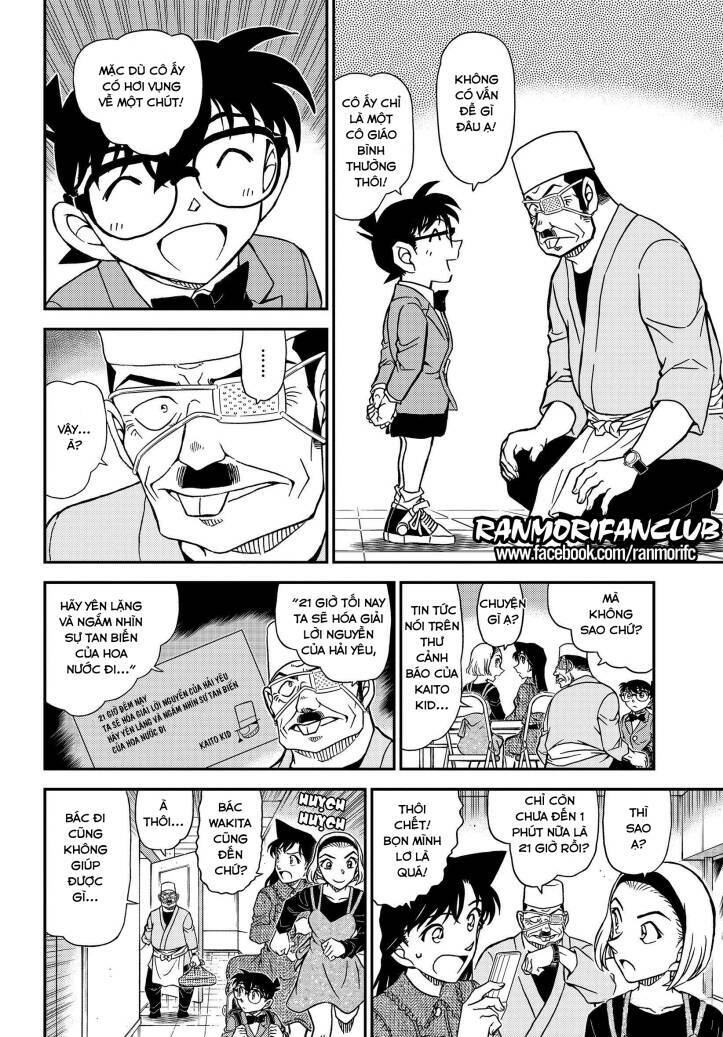 KHÔNG
CÓ VẤN
ĐỀ GÌ
ĐÂU Ạ!
CÔ ẤY CHỈ
LÀ MỘT
CÔ GIÁO
BÌNH
THƯỜNG
THÔI!
MẶC DÙ CÔ ẤY
CÓ HƠI VỤNG
VỀ MỘT CHÚT!
.......
VẬY...
À?
RANMORIFANCLUB
www.facebook.com/ranmorifc
MÀ
KHÔNG
SAO CHỨ?
CHUYỆN
GÌ Ạ?
TIN TỨC
NÓI TRÊN
THƯ
CẢNH
BÁO CỦA
KAITO
KID...
"21 GIỜ TỐI NAY
TA SẼ HÓA GIẢI
LỜI NGUYỀN
CỦA HẢI YÊU,
HÃY YÊN LẶNG
VÀ NGẮM NHÌN
SỰ TAN BIẾN
CỦA HOA
NƯỚC ĐI..."
21 GIỜ ĐÊM NAY
TA SẼ HÓA GIẢI LỜI NGUYỀN CỦA HẢI YÊU
HÃY YÊN LẶNG VÀ NGẮM NHÌN SỰ TAN BIẾN
CỦA HOA NƯỚC ĐI
KAITO KID
THÌ
SAO
Ạ?
CHỈ CÒN
CHƯA ĐẾN 1
PHÚT NỮA LÀ
21 GIỜ RỒI?
THÔI
CHẾT!
BỌN MÌNH
LƠ LÀ
QUÁ!
HUỲCH
HUỲCH
BÁC
WAKITA
CŨNG
ĐẾN CHỨ?
À
THÔI...
BÁC ĐI
CŨNG
KHÔNG
GIÚP
ĐƯỢC
GÌ...